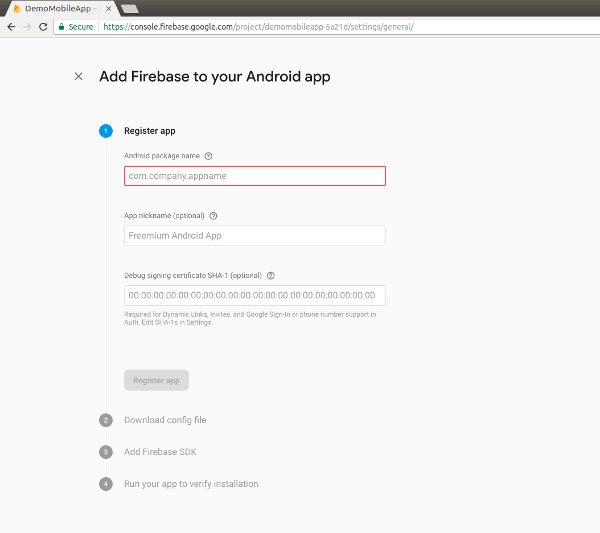 DemoMobileApp -
Secure https://console.firebase.google.com/project/demomobileapp-5a21d/settings/general/
Add Firebase to your Android app
1 Register app
Android package name ?
com.company.appname
App nickname (optional) ?
Freemium Android App
Debug signing certificate SHA-1 (optional) ?
00:00:00:00:00:00:00:00:00:00:00:00:00:00:00:00:00:00:00:00
Required for Dynamic Links, Invites, and Google Sign-In or phone number support in
Auth. Edit SHA-1s in Settings.
Register app
2 Download config file
3 Add Firebase SDK
4 Run your app to verify installation